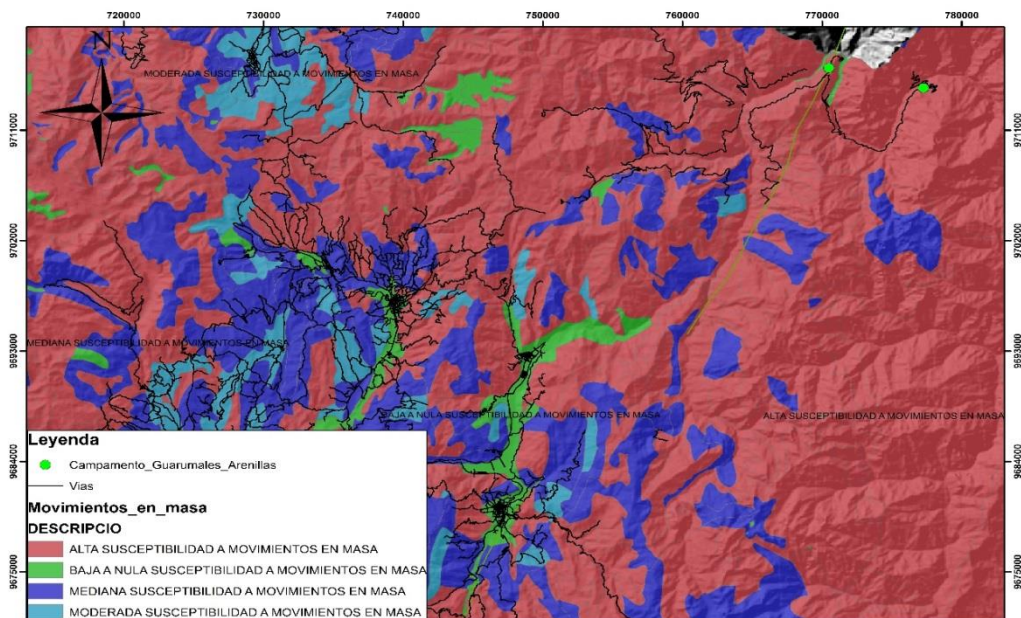 720000 730000 740000 750000 760000 770000 780000
N
MODERADA SUSCEPTIBILIDAD A MOVIMIENTOS EN MASA
9711000 9711000
9702000 9702000
MEDIANA SUSCEPTIBILIDAD A MOVIMIENTOS EN MASA
9693000 9693000
BAJA A NULA SUSCEPTIBILIDAD A MOVIMIENTOS EN MASA
ALTA SUSCEPTIBILIDAD A MOVIMIENTOS EN MASA
9684000 9684000
9675000 9675000
Leyenda
Campamento_Guarumales_Arenillas
Vias
Movimientos_en_masa
DESCRIPCIO
ALTA SUSCEPTIBILIDAD A MOVIMIENTOS EN MASA
BAJA A NULA SUSCEPTIBILIDAD A MOVIMIENTOS EN MASA
MEDIANA SUSCEPTIBILIDAD A MOVIMIENTOS EN MASA
MODERADA SUSCEPTIBILIDAD A MOVIMIENTOS EN MASA